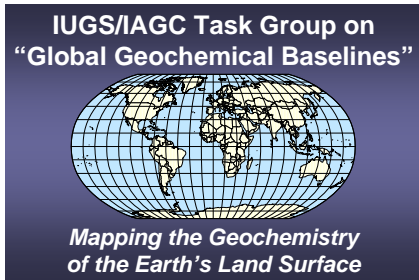 IUGS/IAGC Task Group on
“Global Geochemical Baselines”
Mapping the Geochemistry
of the Earth’s Land Surface